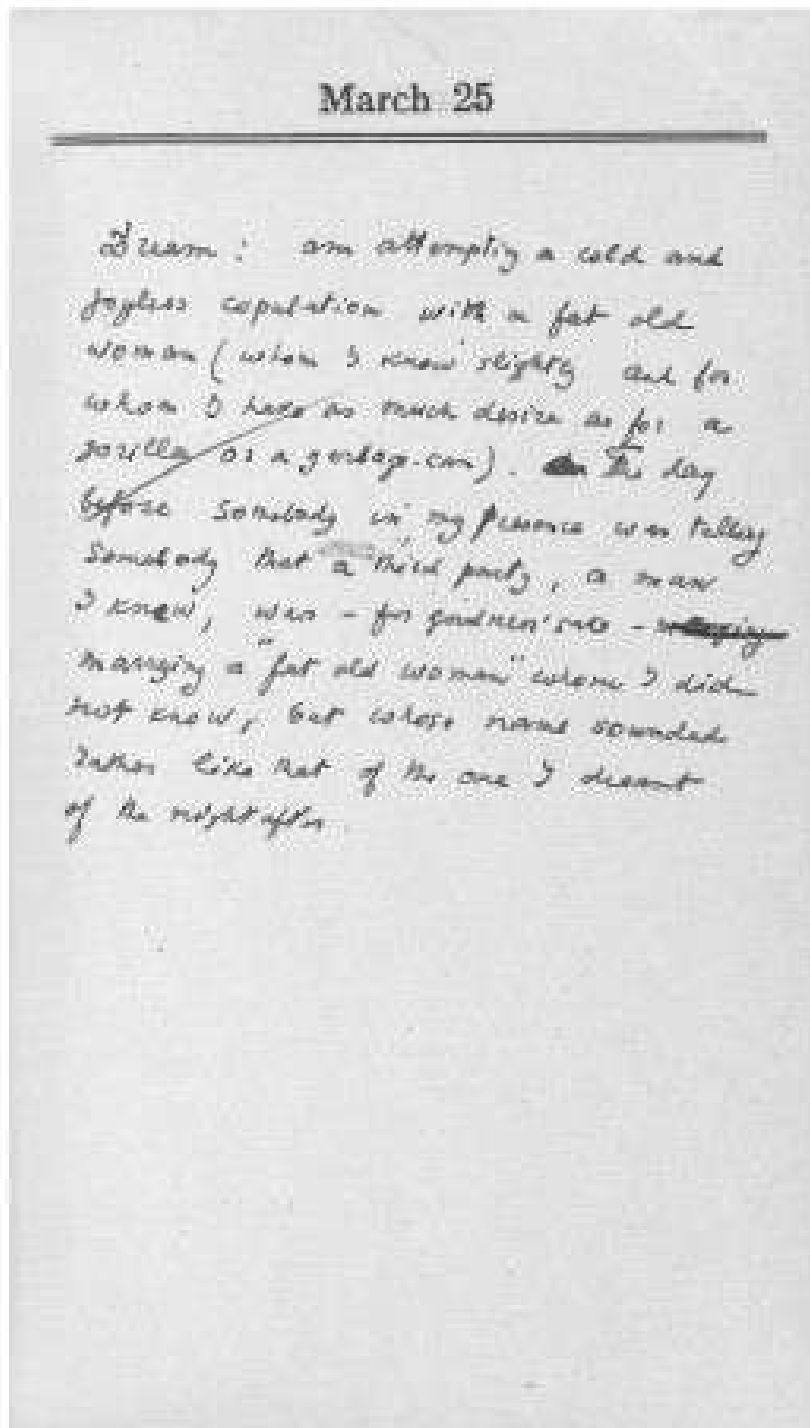 March 25
Dream: am attempting a cold and
joyless copulation with a fat old
woman (whom I know slightly and for
whom I have as much desire as for a
gorilla or a garbage-can). The day
before somebody in my presence was telling
somebody that a third party, a man
I knew, was – for goodness' sake –
marrying a "fat old woman" whom I did
not know, but whose name sounded
rather like that of the one I dreamt
of the night after